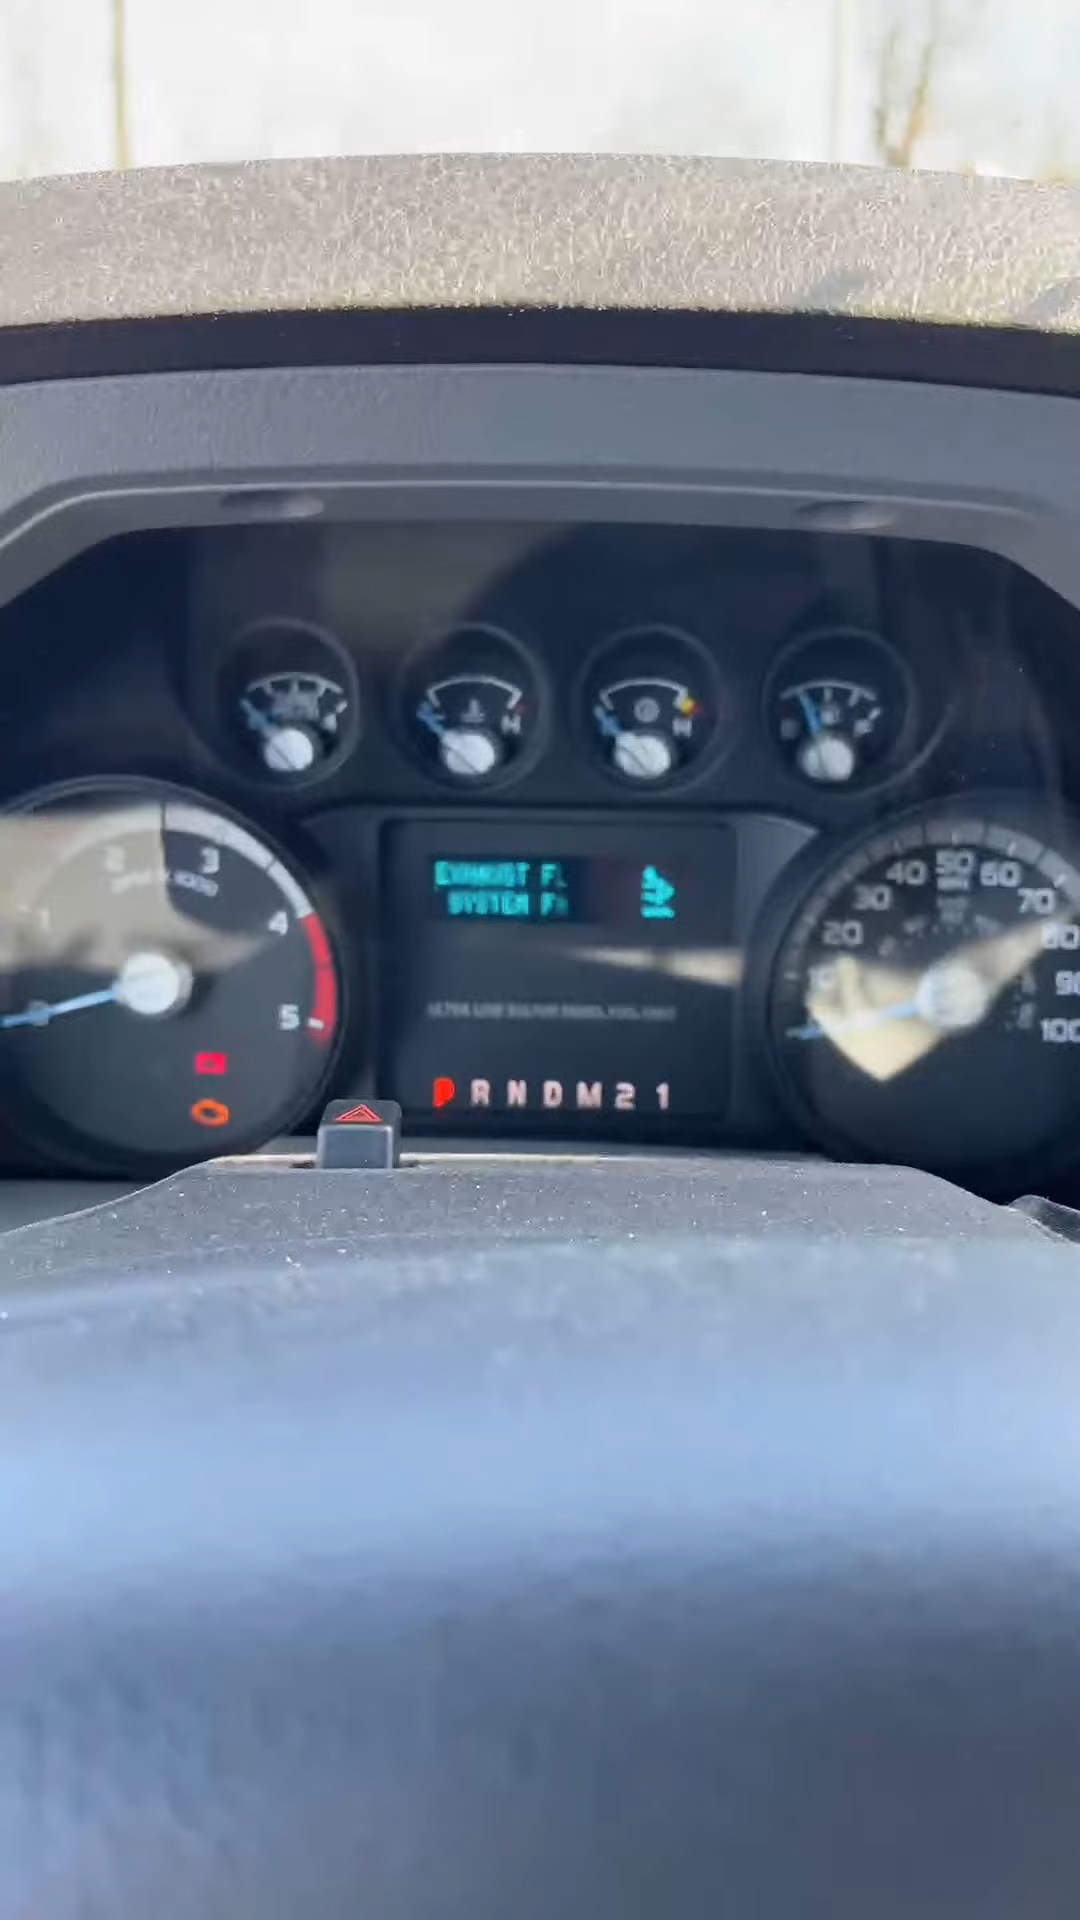 H
H
E
F
1
2
3
4
5
EXHAUST FL
SYSTEM F
10
20
30
40
50
60
70
80
90
100
ULTRA LOW SULFUR DIESEL FUEL ONLY
P R N D M 2 1